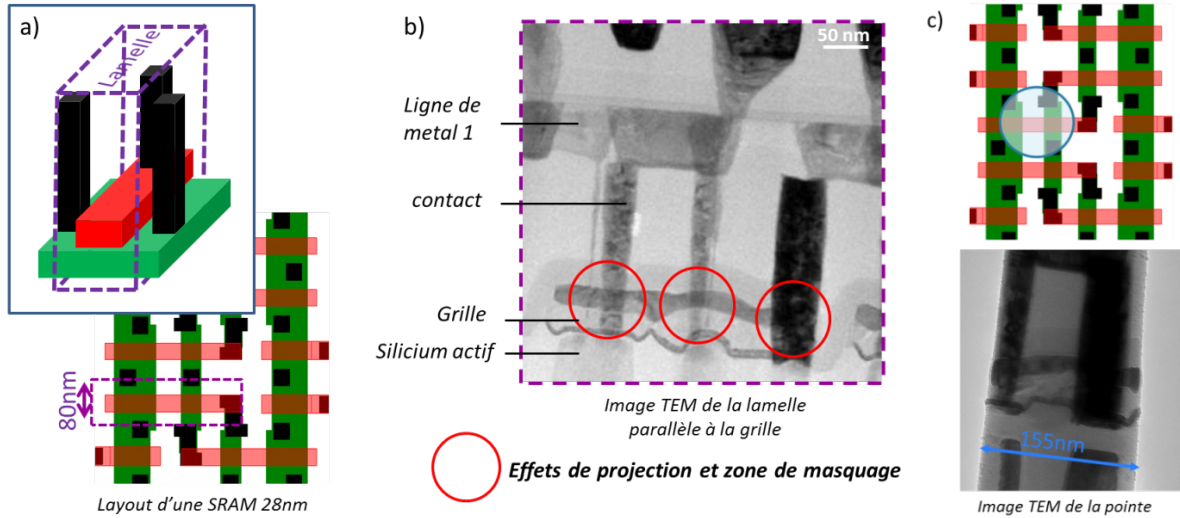 a)
Lamelle
80nm
Layout d'une SRAM 28nm
b)
50 nm
Ligne de
metal 1
contact
Grille
Silicium actif
Image TEM de la lamelle
parallèle à la grille
Effets de projection et zone de masquage
c)
155nm
Image TEM de la pointe